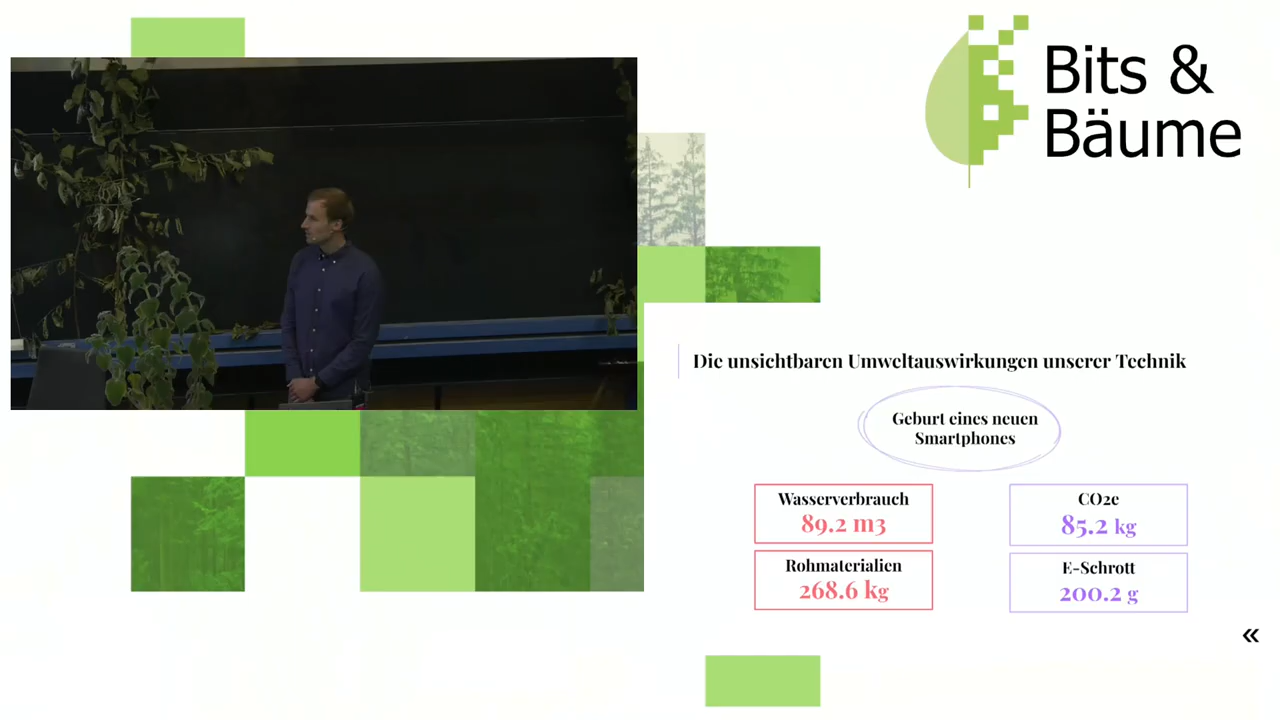 Bits &
Bäume
Die unsichtbaren Umweltauswirkungen unserer Technik
Geburt eines neuen
Smartphones
Wasserverbrauch
89.2 m3
CO2e
85.2 kg
Rohmaterialien
268.6 kg
E-Schrott
200.2 g
«